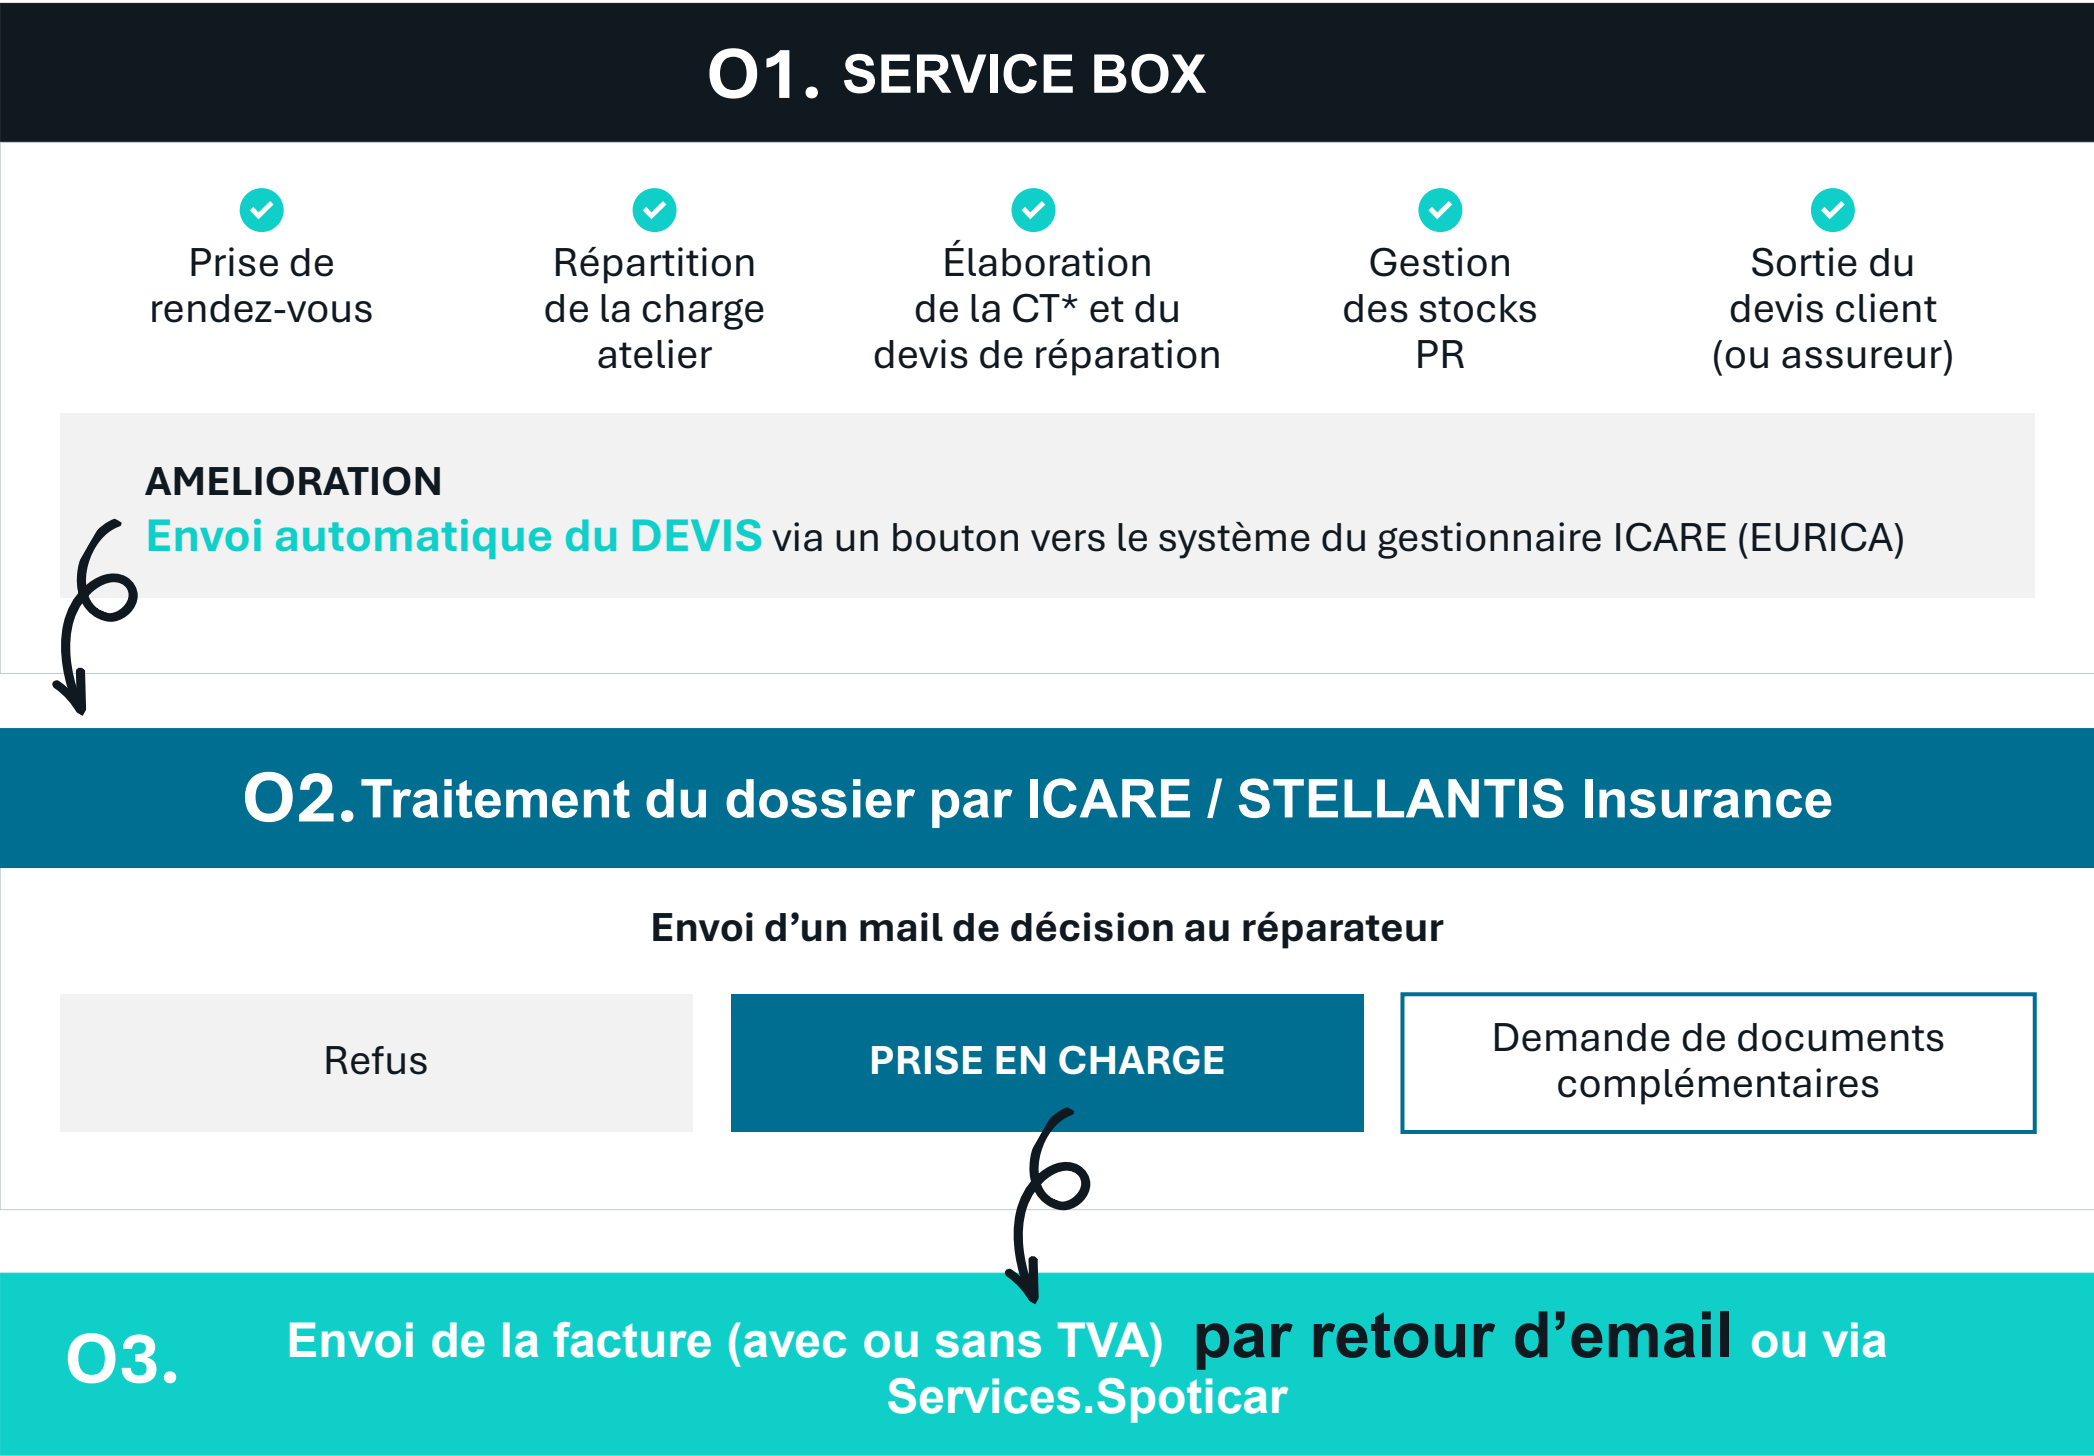 O1. SERVICE BOX
Prise de
rendez-vous
Répartition
de la charge
atelier
Élaboration
de la CT* et du
devis de réparation
Gestion
des stocks
PR
Sortie du
devis client
(ou assureur)
AMELIORATION
Envoi automatique du DEVIS via un bouton vers le système du gestionnaire ICARE (EURICA)
O2. Traitement du dossier par ICARE / STELLANTIS Insurance
Envoi d’un mail de décision au réparateur
Refus
PRISE EN CHARGE
Demande de documents
complémentaires
O3. Envoi de la facture (avec ou sans TVA) par retour d’email ou via
Services.Spoticar